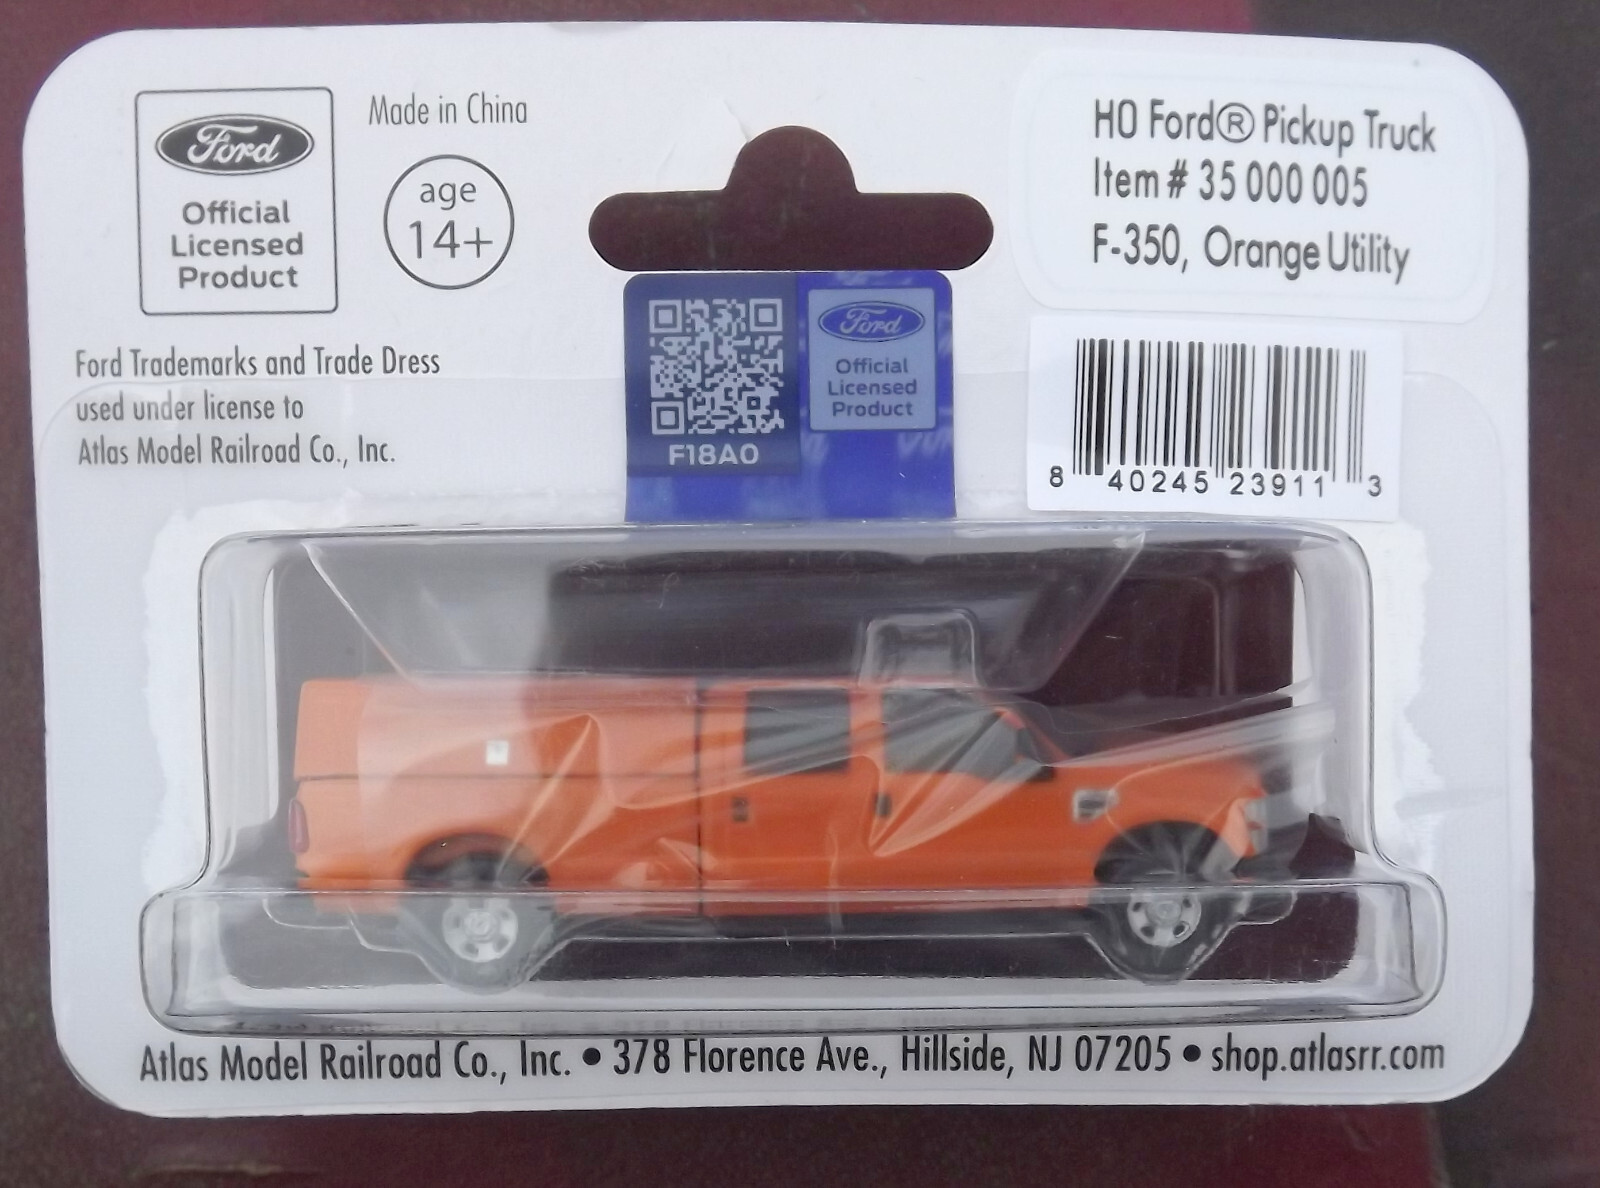 Ford
Official
Licensed
Product
Made in China
age
14+
Ford Trademarks and Trade Dress
used under license to
Atlas Model Railroad Co., Inc.
F18A0
Ford
Official
Licensed
Product
HO Ford® Pickup Truck
Item # 35 000 005
F-350, Orange Utility
8 40245 23911 3
Atlas Model Railroad Co., Inc. • 378 Florence Ave., Hillside, NJ 07205 • shop.atlasrr.com